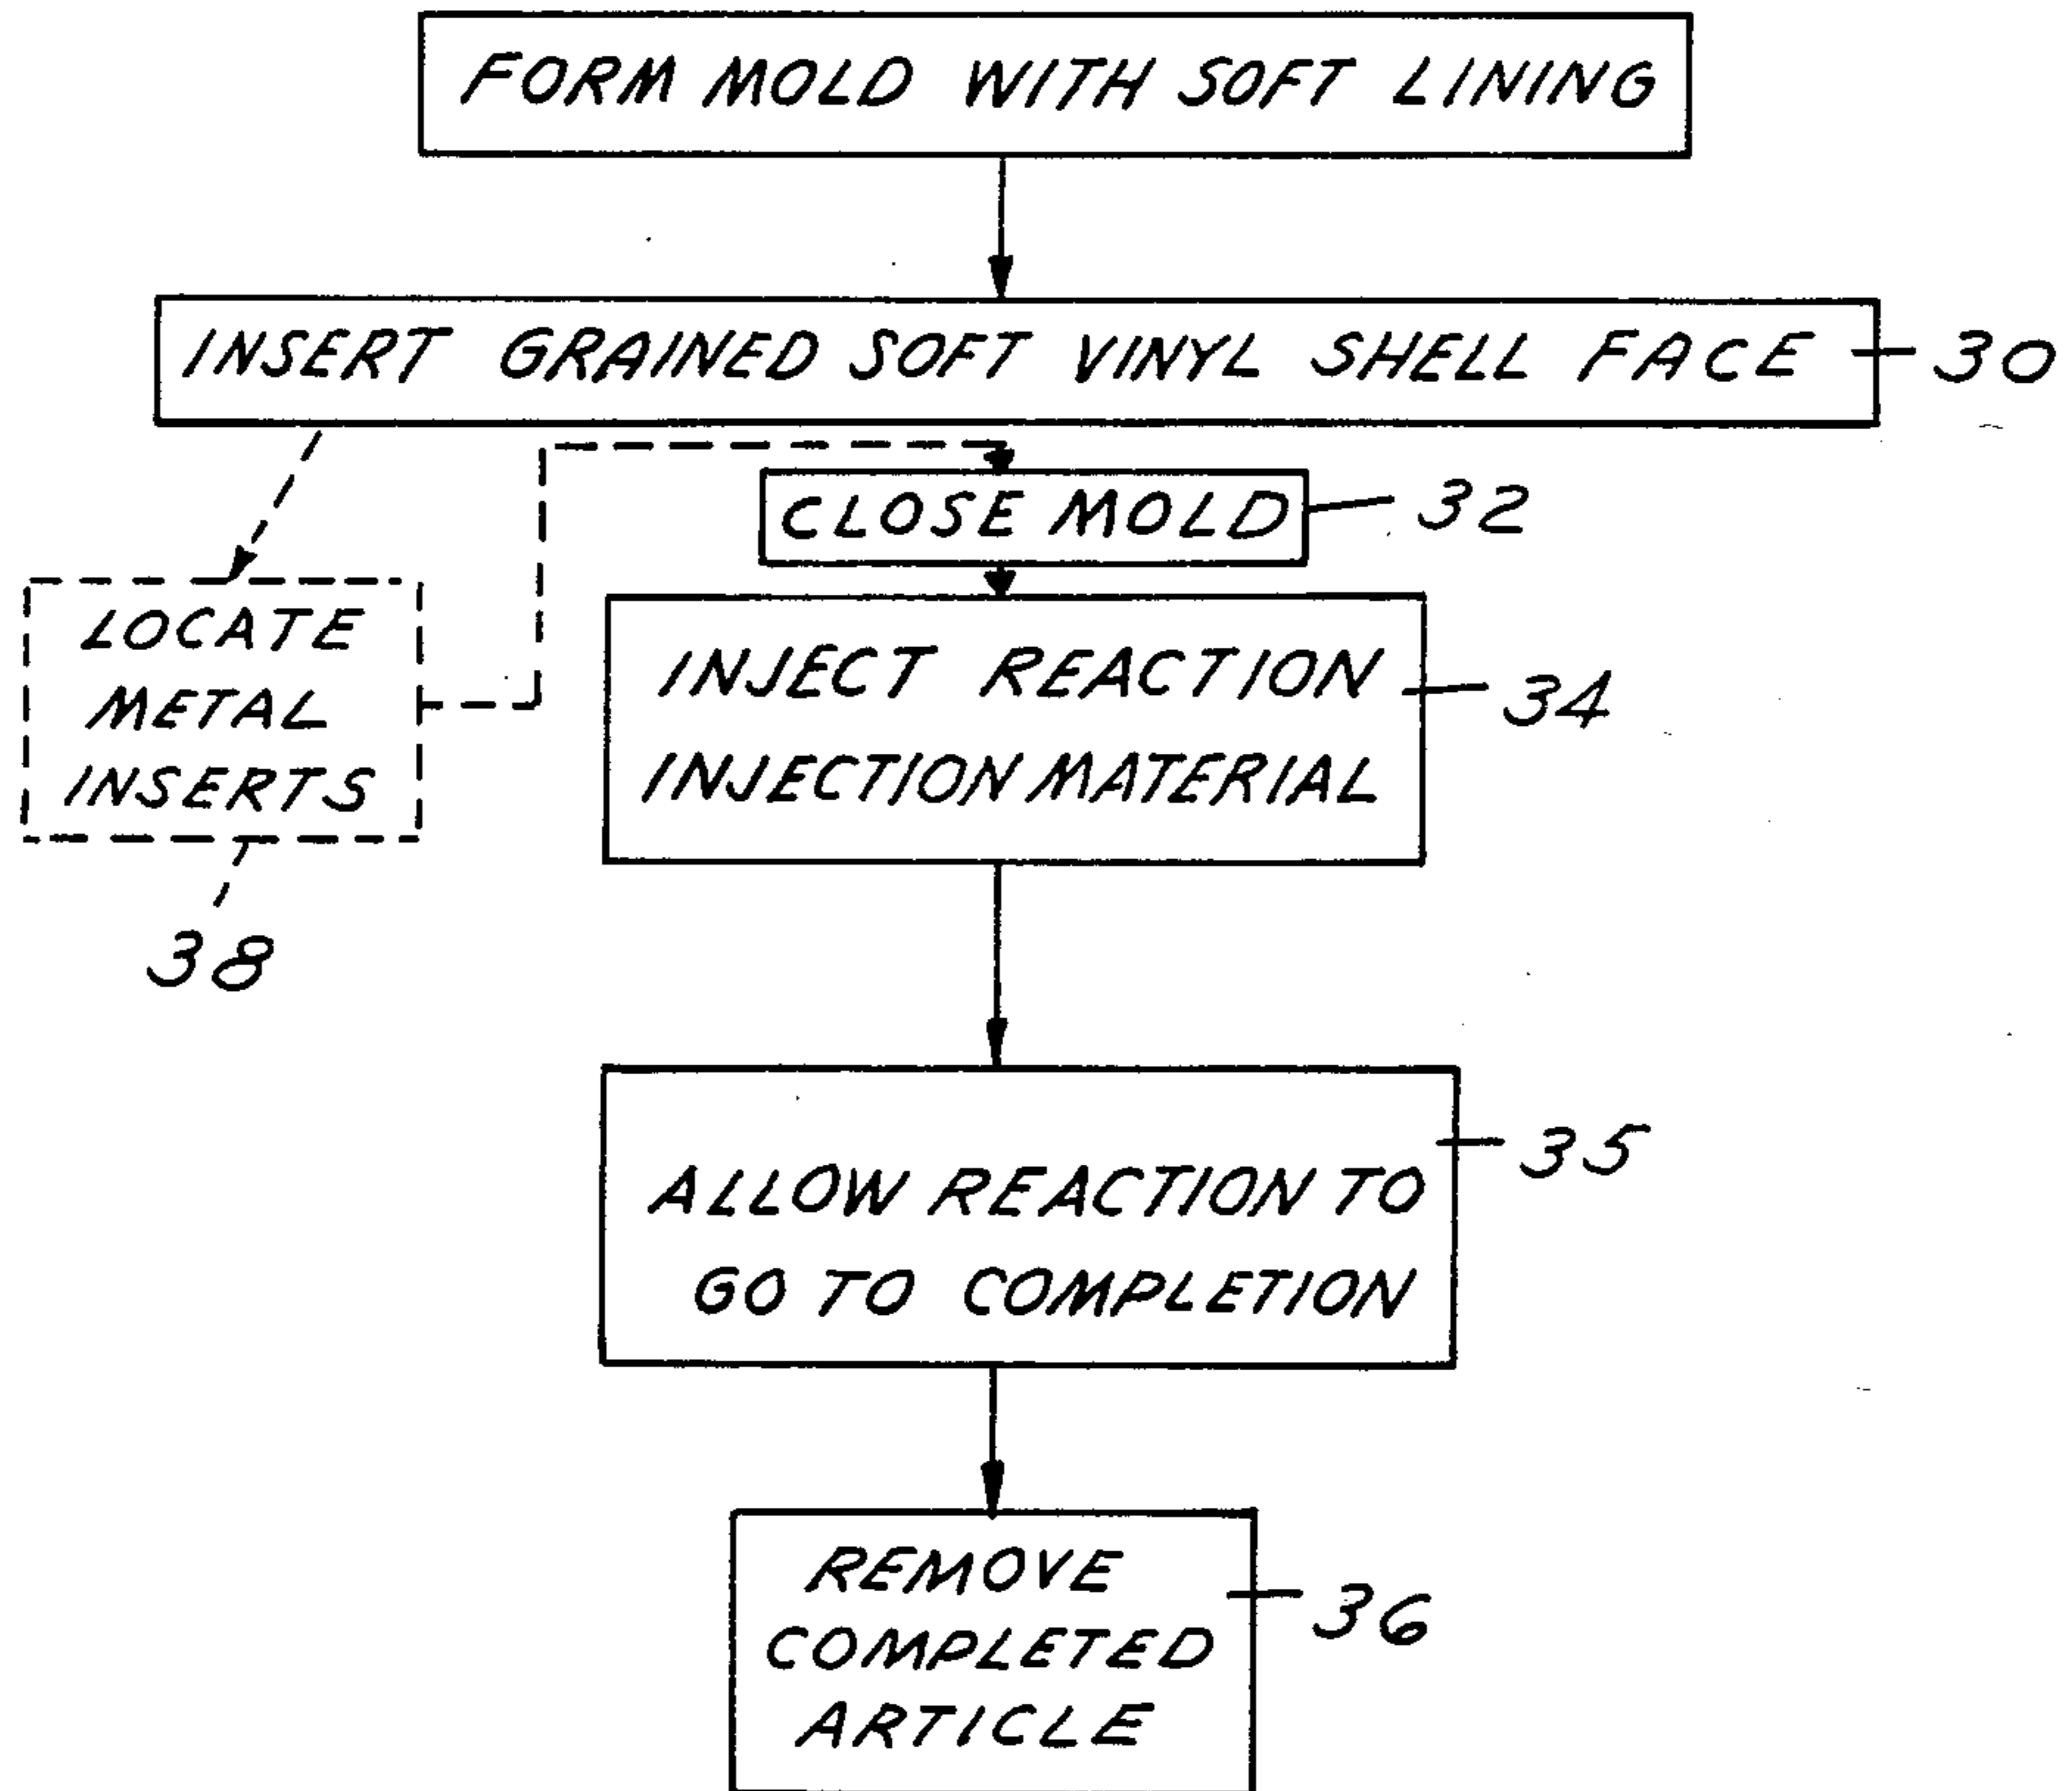 FORM MOLD WITH SOFT LINING
INSERT GRAINED SOFT VINYL SHELL FACE
30
CLOSE MOLD
32
LOCATE
METAL
INSERTS
38
INJECT REACTION
INJECTION MATERIAL
34
ALLOW REACTION TO
GO TO COMPLETION
35
REMOVE
COMPLETED
ARTICLE
36